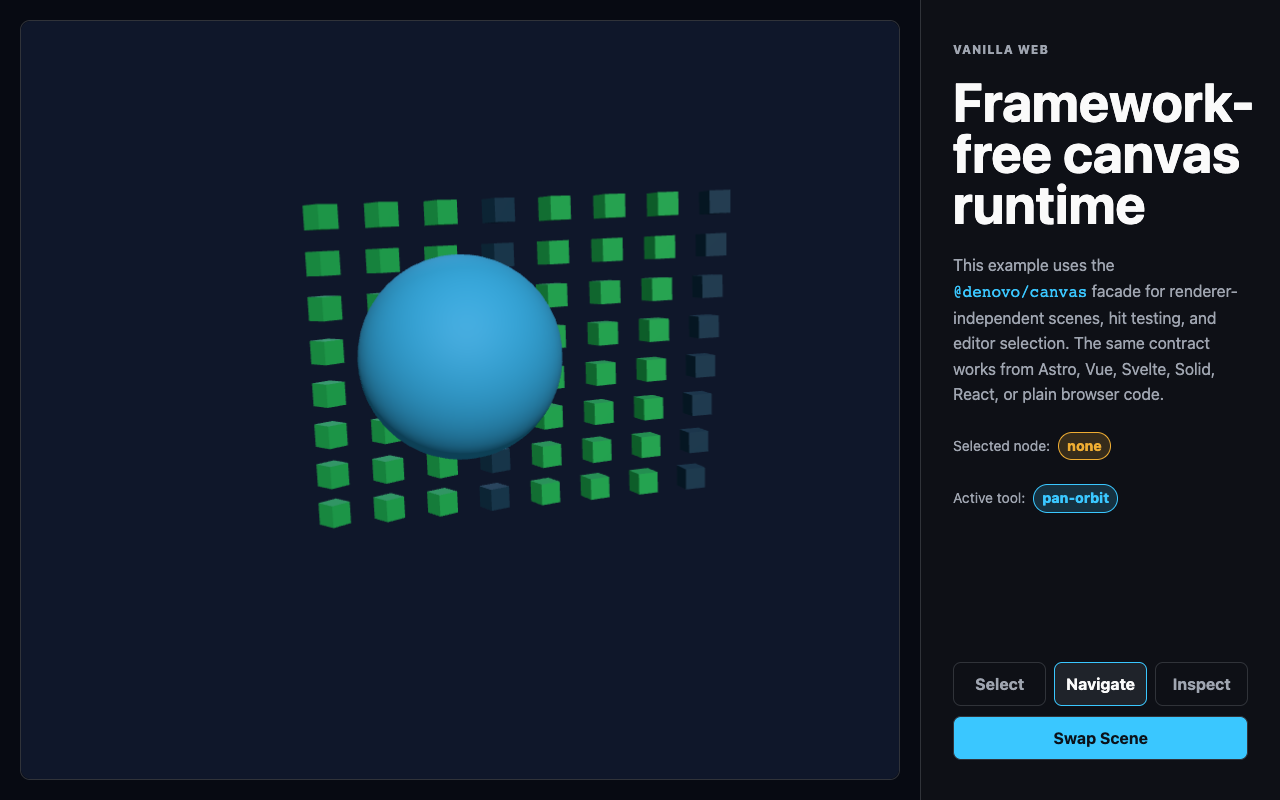 VANILLA WEB
Framework-
free canvas
runtime
This example uses the
@denovo/canvas facade for renderer-
independent scenes, hit testing, and
editor selection. The same contract
works from Astro, Vue, Svelte, Solid,
React, or plain browser code.
Selected node: none
Active tool: pan-orbit
Select Navigate Inspect
Swap Scene